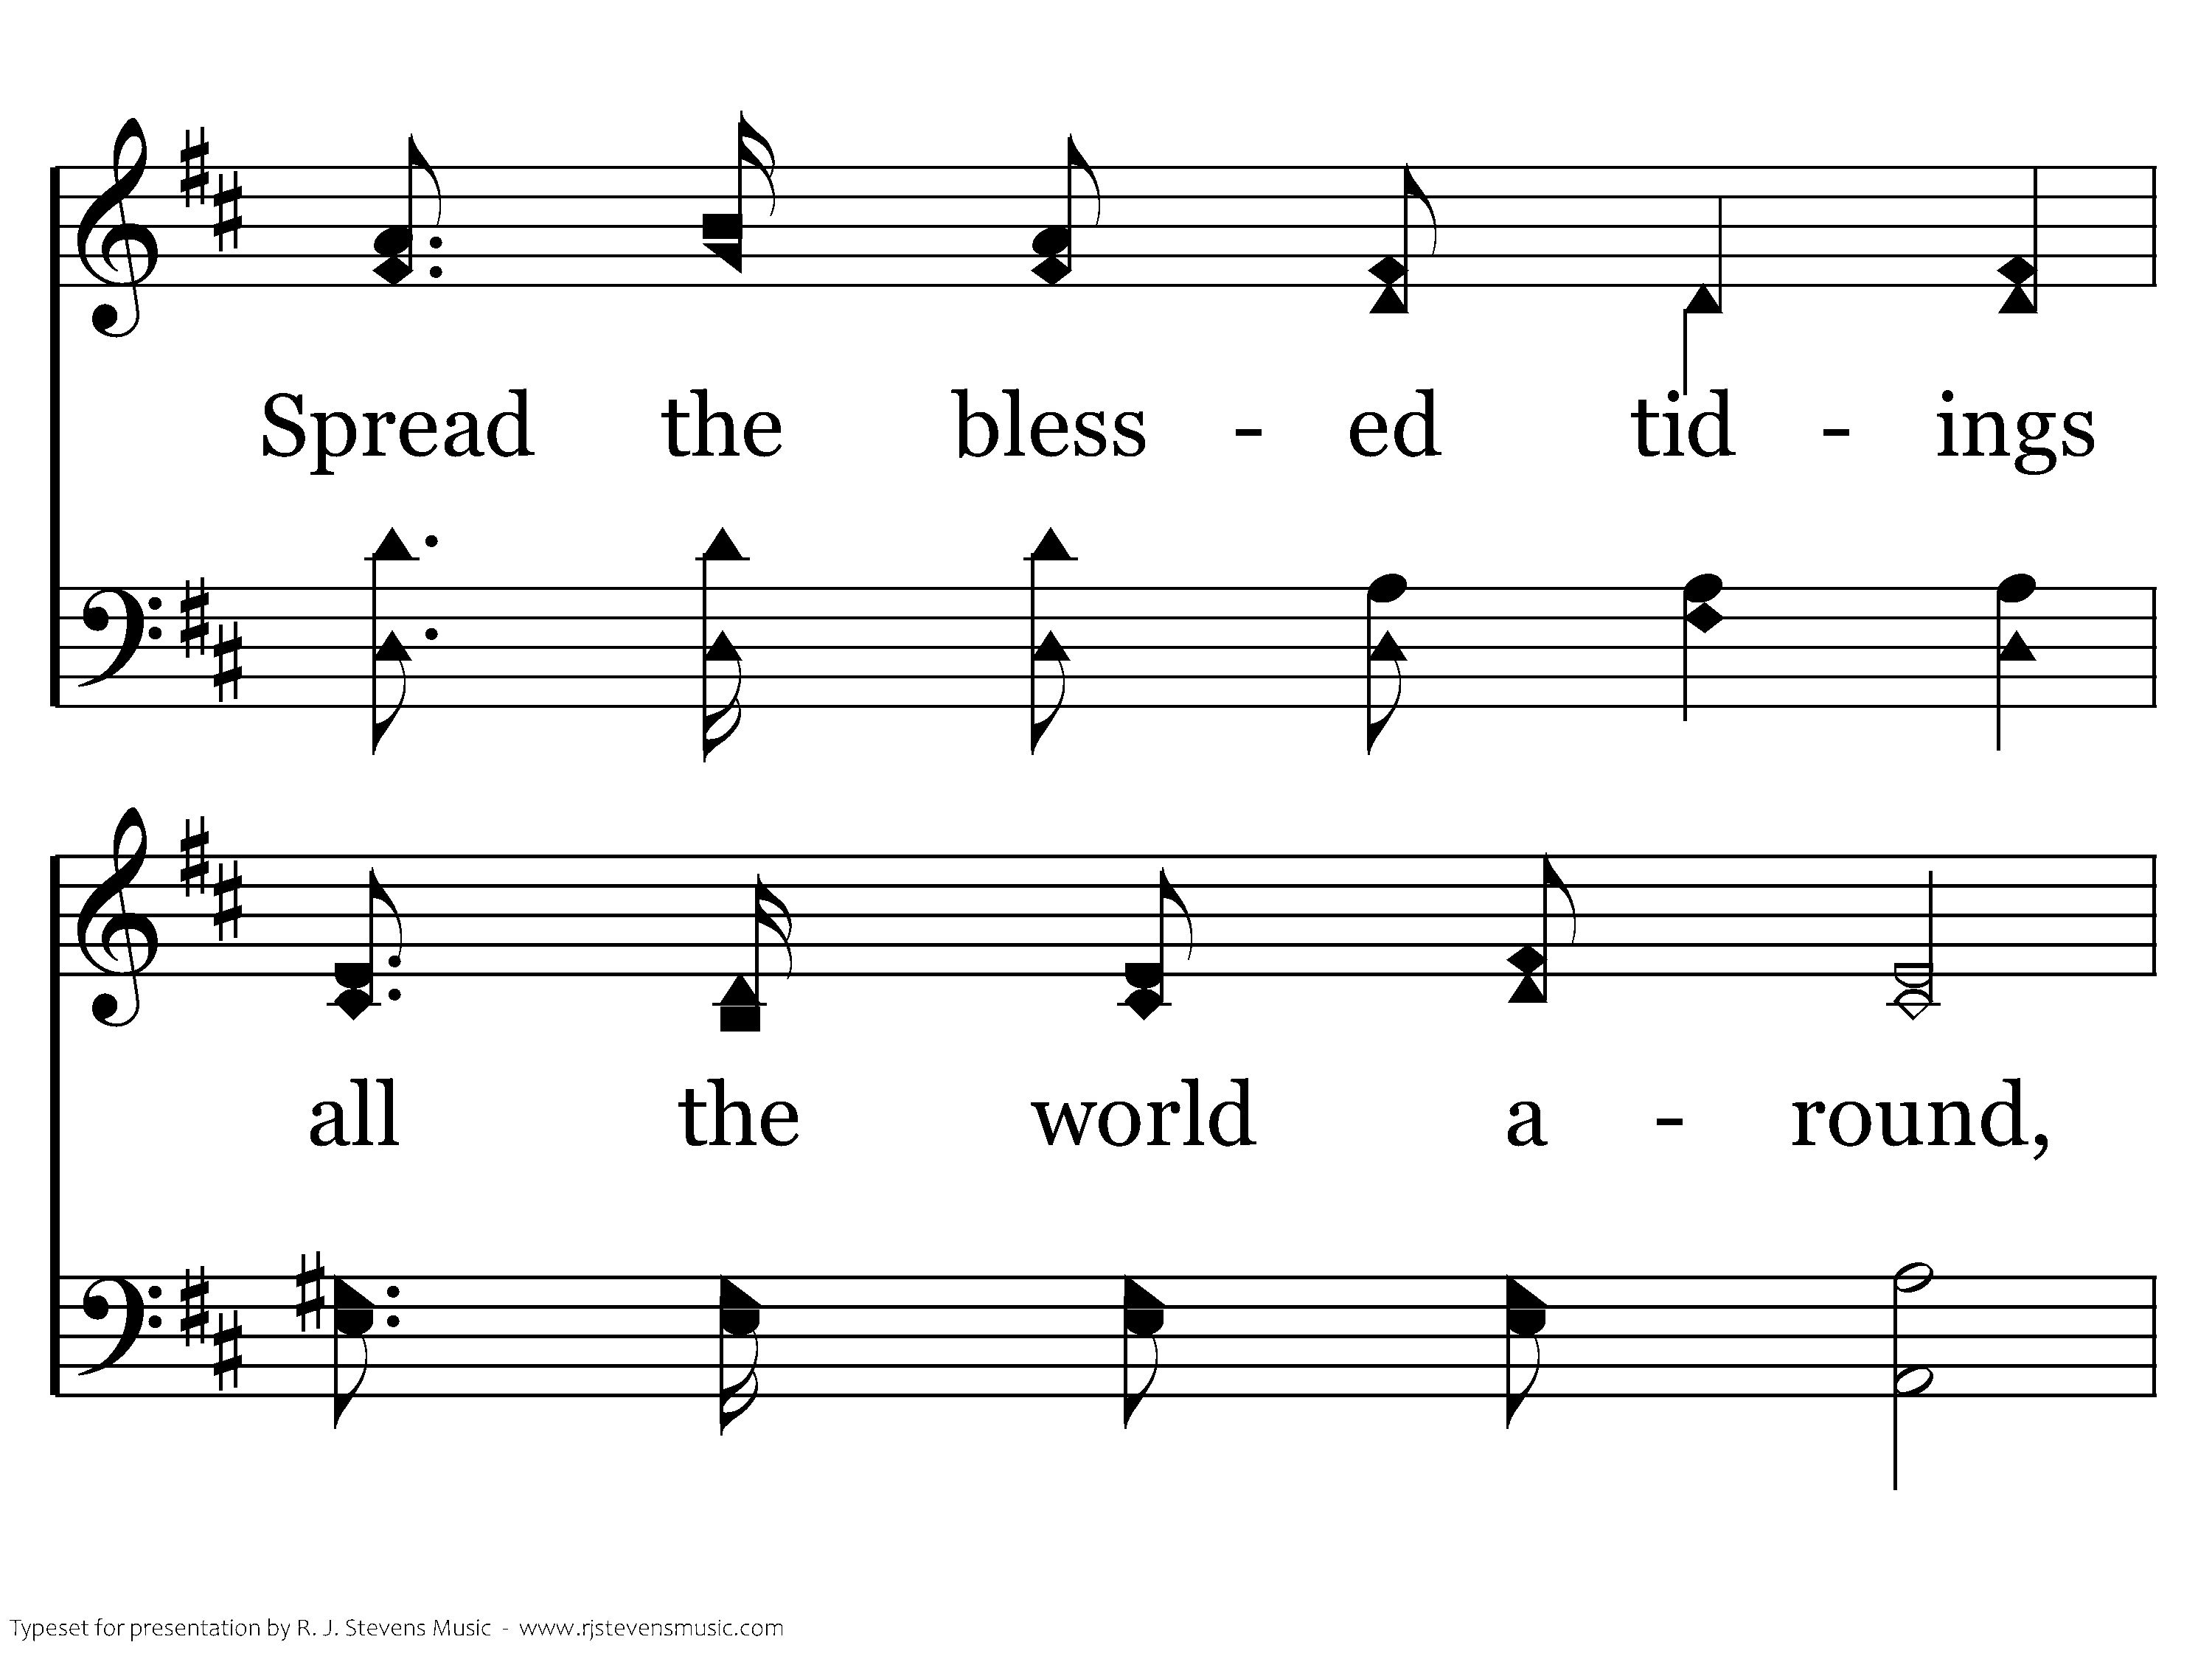 Spread the bless - ed tid - ings
all the world a - round,
Typeset for presentation by R. J. Stevens Music - www.rjstevensmusic.com